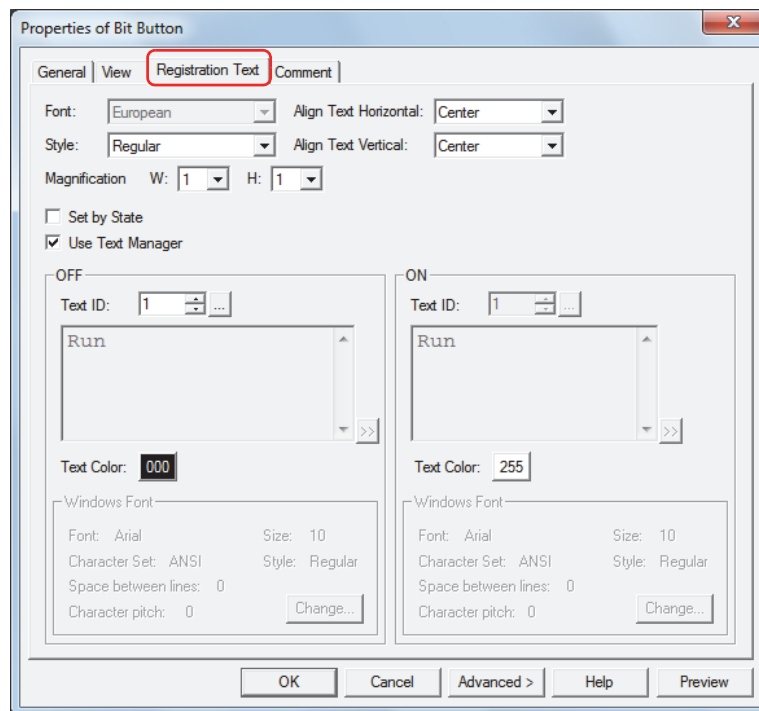 Properties of Bit Button
General View Registration Text Comment
Font: European Align Text Horizontal: Center
Style: Regular Align Text Vertical: Center
Magnification W: 1 H: 1
Set by State
Use Text Manager
OFF
Text ID: 1 ...
Run
>>
Text Color: 000
Windows Font
Font: Arial Size: 10
Character Set: ANSI Style: Regular
Space between lines: 0
Character pitch: 0 Change...
ON
Text ID: 1 ...
Run
>>
Text Color: 255
Windows Font
Font: Arial Size: 10
Character Set: ANSI Style: Regular
Space between lines: 0
Character pitch: 0 Change...
OK Cancel Advanced > Help Preview